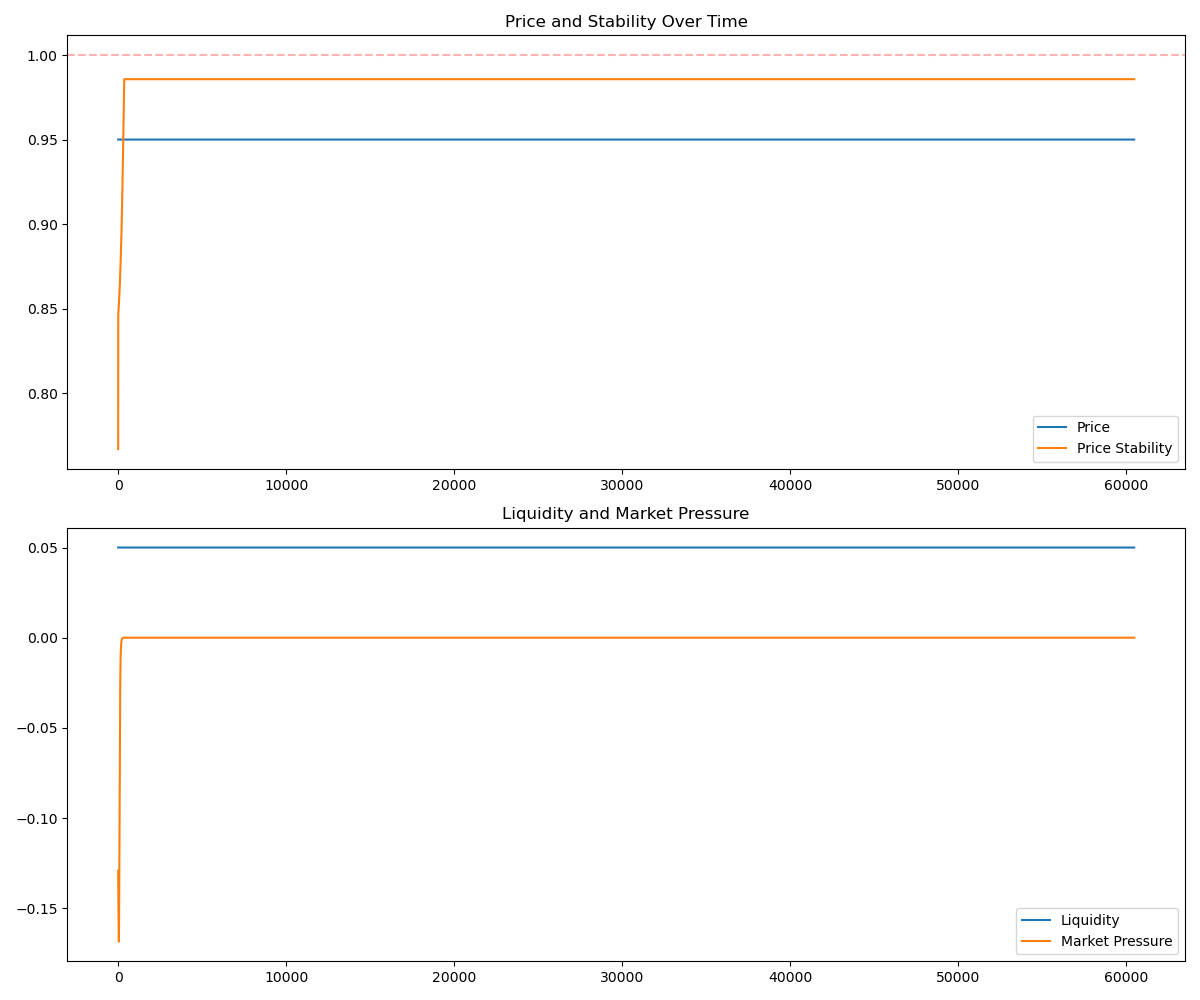 Price and Stability Over Time
1.00
0.95
0.90
0.85
0.80
Price
Price Stability
0 10000 20000 30000 40000 50000 60000
Liquidity and Market Pressure
0.05
0.00
−0.05
−0.10
−0.15
Liquidity
Market Pressure
0 10000 20000 30000 40000 50000 60000